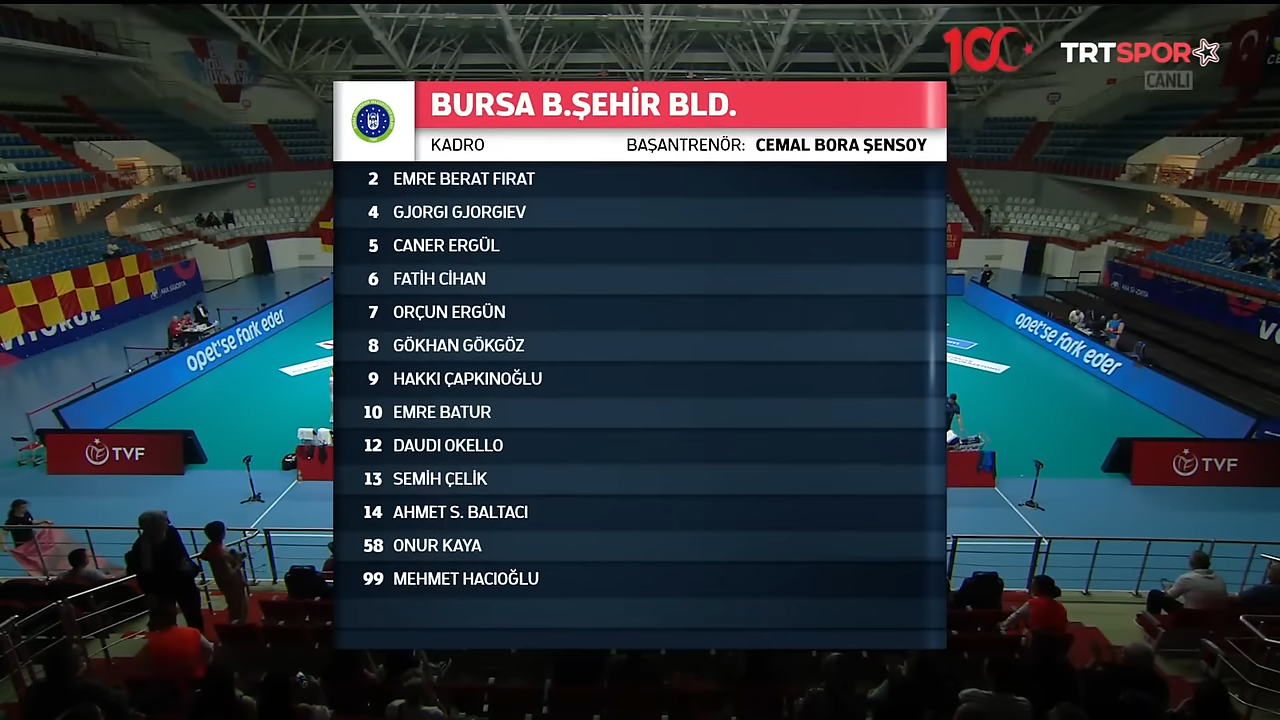 100
TRTSPOR
CANLI
BURSA B.ŞEHİR BLD.
KADRO BAŞANTRENÖR: CEMAL BORA ŞENSOY
2 EMRE BERAT FIRAT
4 GJORGI GJORGIEV
5 CANER ERGÜL
6 FATİH CİHAN
7 ORÇUN ERGÜN
8 GÖKHAN GÖKGÖZ
9 HAKKI ÇAPKINOĞLU
10 EMRE BATUR
12 DAUDI OKELLO
13 SEMİH ÇELİK
14 AHMET S. BALTACI
58 ONUR KAYA
99 MEHMET HACIOĞLU
opet'se fark eder
opet'se fark eder
TVF
TVF